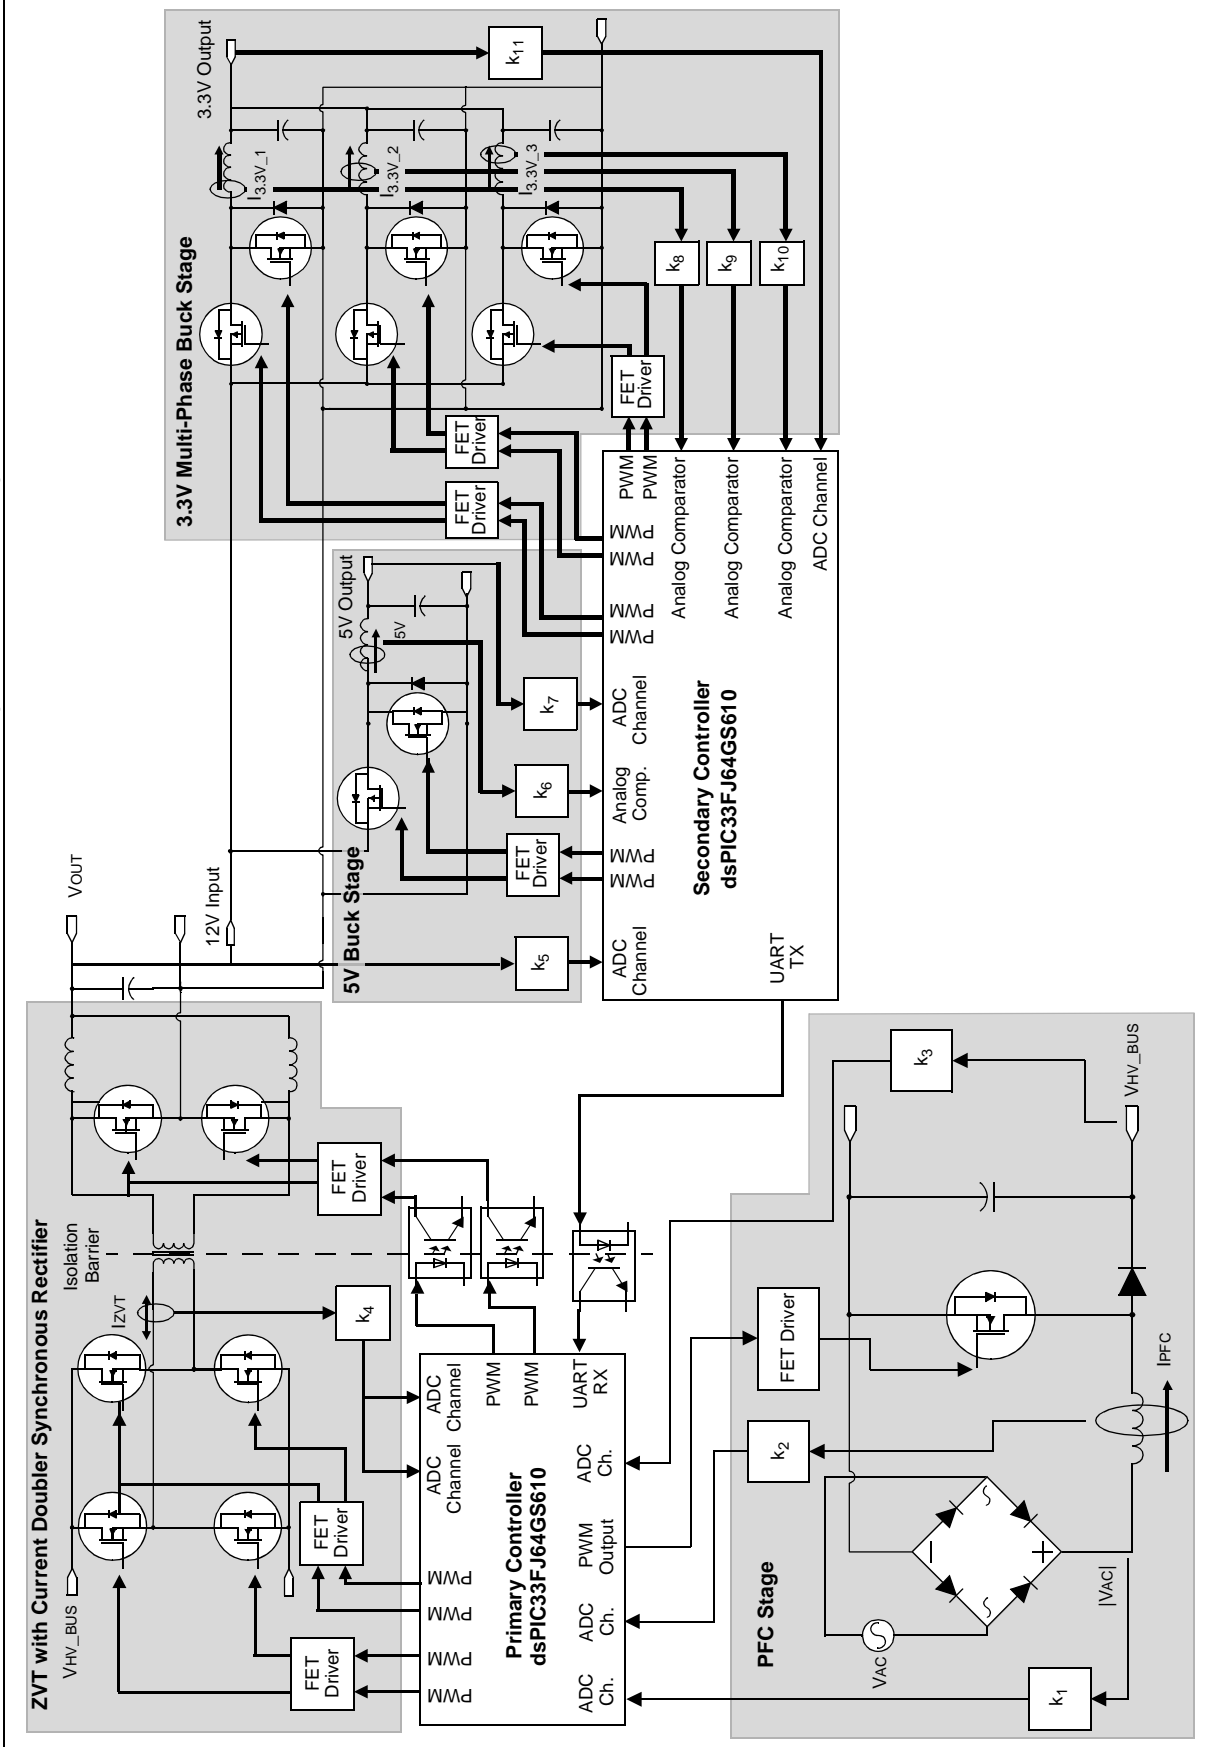 ZVT with Current Doubler Synchronous Rectifier
VHV_BUS
IZVT
Isolation
Barrier
k4
FET
Driver
FET
Driver
FET
Driver
VOUT
12V Input
Primary Controller
dsPIC33FJ64GS610
PWM
PWM
PWM
PWM
ADC
Channel
ADC
Channel
PWM
PWM
UART
RX
ADC
Ch.
PWM
Output
ADC
Ch.
ADC
Ch.
PFC Stage
VAC
|VAC|
k1
k2
FET Driver
k3
IPFC
VHV_BUS
5V Buck Stage
5V Output
5V
k5
FET
Driver
k6
k7
Secondary Controller
dsPIC33FJ64GS610
ADC
Channel
PWM
PWM
Analog
Comp.
ADC
Channel
PWM
PWM
PWM
PWM
PWM
PWM
Analog Comparator
Analog Comparator
Analog Comparator
ADC Channel
UART
TX
3.3V Multi-Phase Buck Stage
3.3V Output
I3.3V_1
I3.3V_2
I3.3V_3
FET
Driver
FET
Driver
FET
Driver
k8
k9
k10
k11